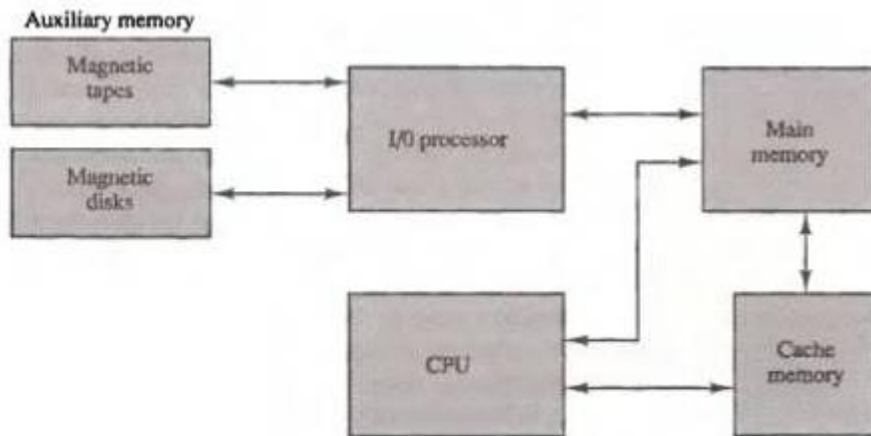 Auxiliary memory
Magnetic
tapes
I/0 processor
Main
memory
Magnetic
disks
CPU
Cache
memory